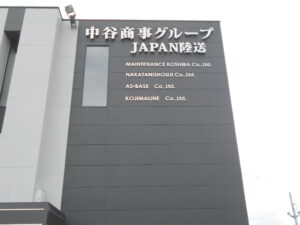 中谷商事グループ
JAPAN陸送
MAINTENANCE KOSHIBA Co.,Ltd.
NAKATANISHOUJI Co.,Ltd.
AS•BASE Co.,Ltd.
KOJIMALINE Co.,Ltd.